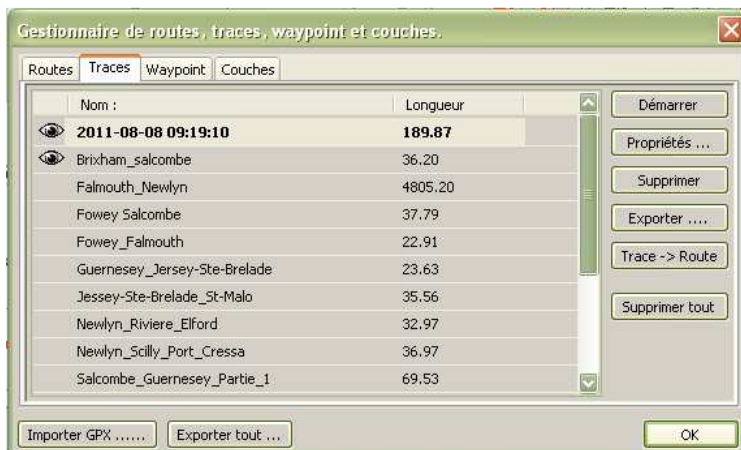 Gestionnaire de routes, traces, waypoint et couches.
Routes Traces Waypoint Couches
Nom : Longueur
2011-08-08 09:19:10 189.87
Brixham_salcombe 36.20
Falmouth_Newlyn 4805.20
Fowey Salcombe 37.79
Fowey_Falmouth 22.91
Guernesey_Jersey-Ste-Brelade 23.63
Jessey-Ste-Brelade_St-Malo 35.56
Newlyn_Riviere_Elford 32.97
Newlyn_Scilly_Port_Cressa 36.97
Salcombe_Guernesey_Partie_1 69.53
Démarrer
Propriétés ...
Supprimer
Exporter ....
Trace -> Route
Supprimer tout
Importer GPX ...... Exporter tout ... OK